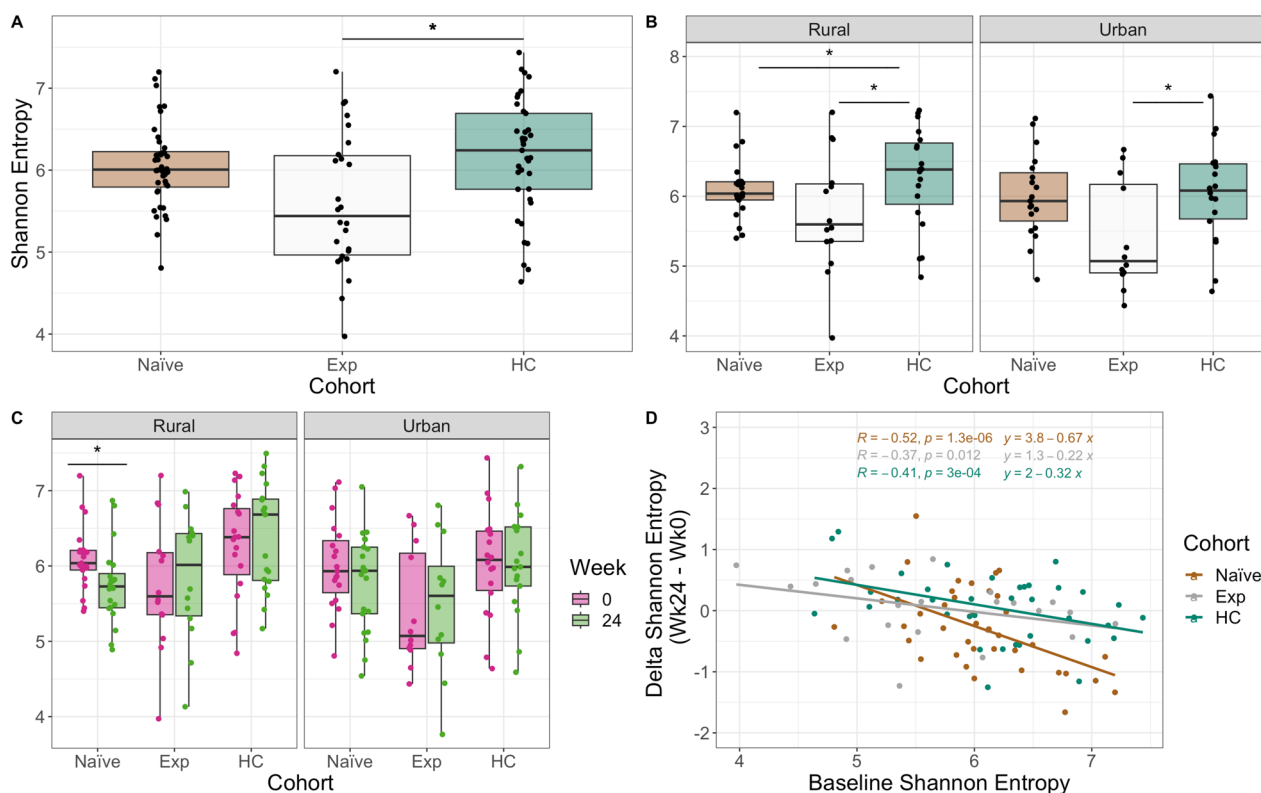 A
*
Shannon Entropy
7
6
5
4
Naïve Exp HC
Cohort
B
Rural Urban
*
*
*
8
7
6
5
4
Naïve Exp HC Naïve Exp HC
Cohort
C
Rural Urban
*
7
6
5
4
Naïve Exp HC Naïve Exp HC
Cohort
Week
0
24
D
R = −0.52, p = 1.3e-06 y = 3.8 − 0.67 x
R = −0.37, p = 0.012 y = 1.3 − 0.22 x
R = −0.41, p = 3e-04 y = 2 − 0.32 x
Delta Shannon Entropy
(Wk24 - Wk0)
3
2
1
0
-1
-2
4 5 6 7
Baseline Shannon Entropy
Cohort
Naïve
Exp
HC